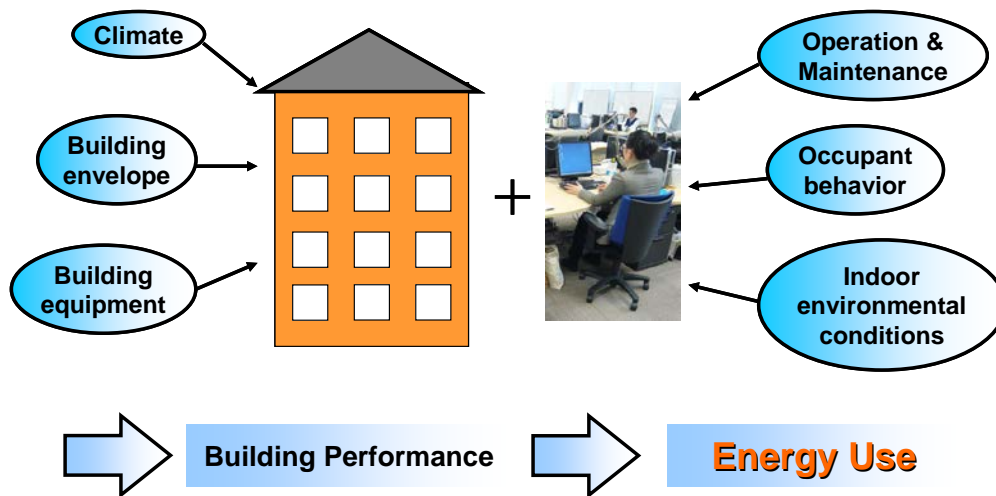 Climate
Building
envelope
Building
equipment
+
Operation &
Maintenance
Occupant
behavior
Indoor
environmental
conditions
Building Performance
Energy Use